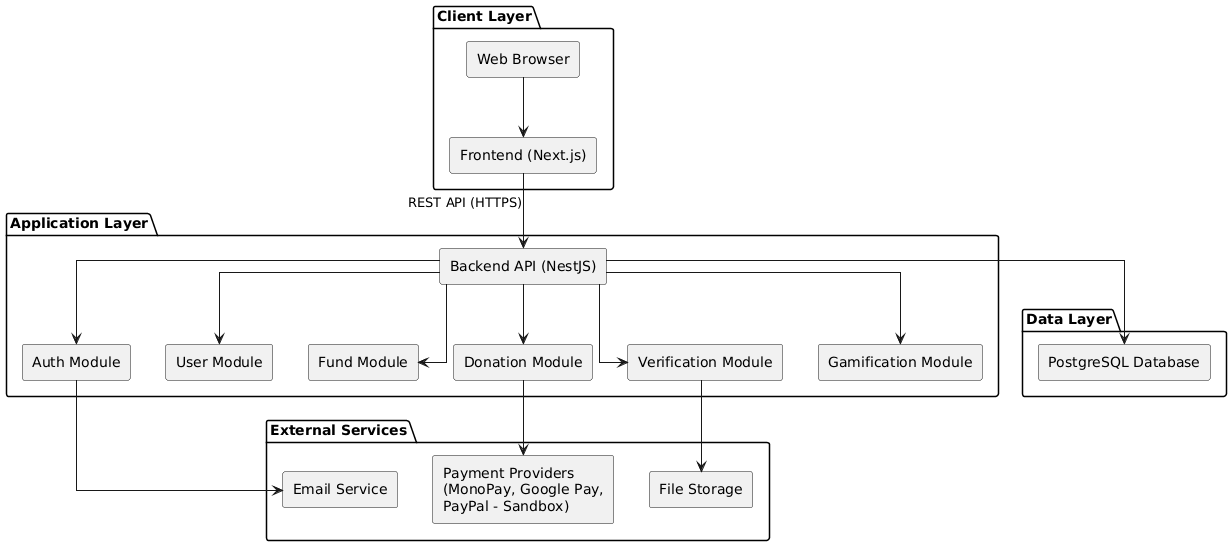 Client Layer
Web Browser
Frontend (Next.js)
REST API (HTTPS)
Application Layer
Backend API (NestJS)
Auth Module
User Module
Fund Module
Donation Module
Verification Module
Gamification Module
Data Layer
PostgreSQL Database
External Services
Email Service
Payment Providers
(MonoPay, Google Pay,
PayPal - Sandbox)
File Storage